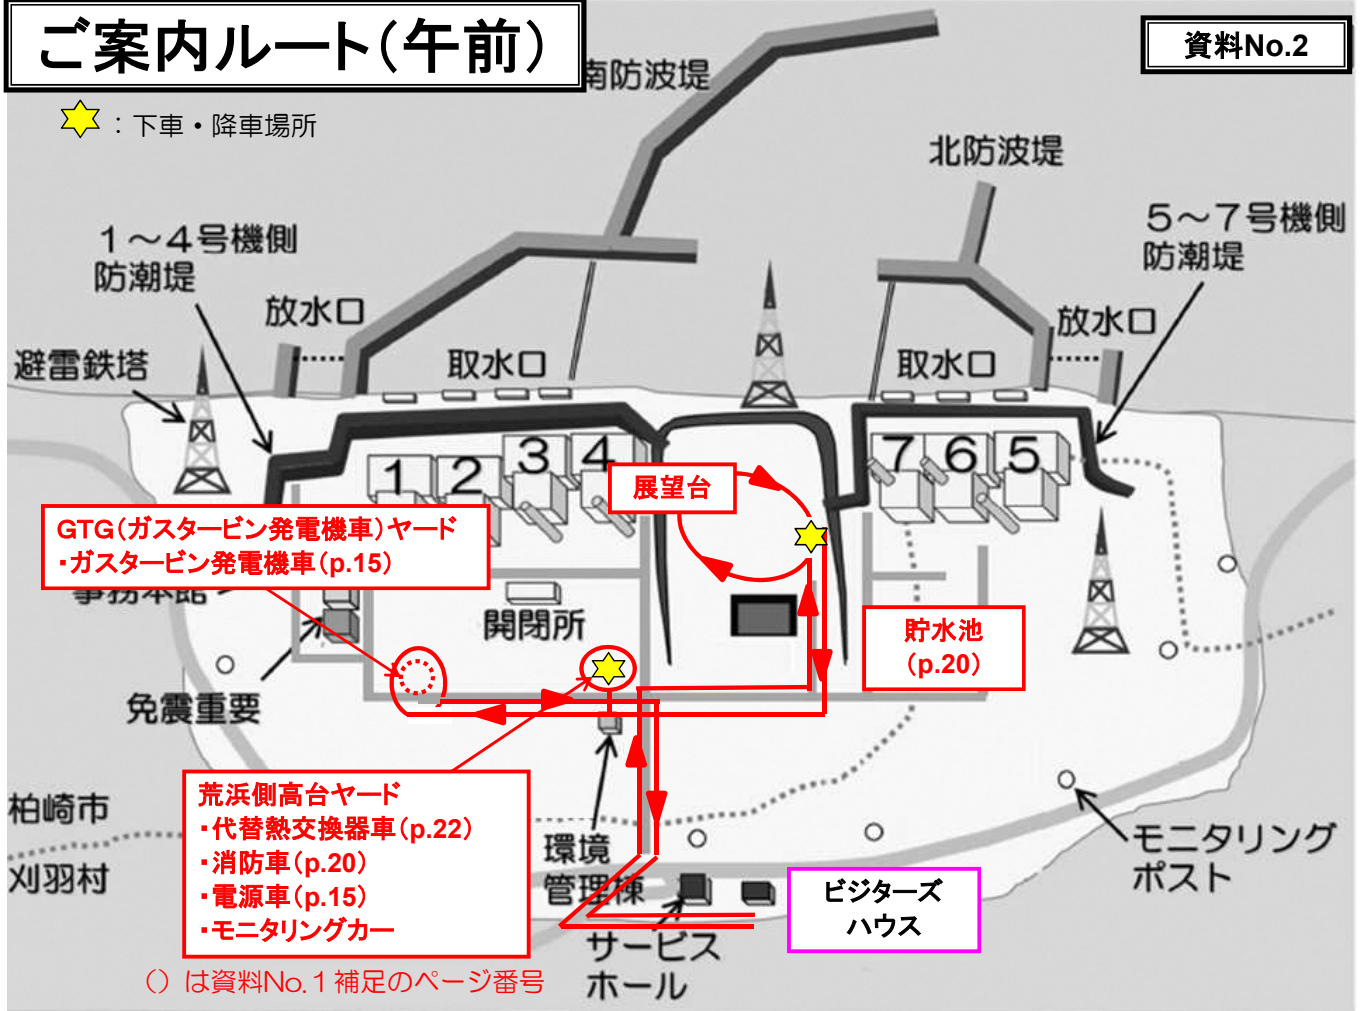 ご案内ルート(午前)
資料No.2
：下車・降車場所
南防波堤
北防波堤
1～4号機側
防潮堤
5～7号機側
防潮堤
放水口
放水口
避雷鉄塔
取水口
取水口
1
2
3
4
7
6
5
展望台
GTG(ガスタービン発電機車)ヤード
・ガスタービン発電機車(p.15)
事務本館
開閉所
貯水池
(p.20)
免震重要
荒浜側高台ヤード
・代替熱交換器車(p.22)
・消防車(p.20)
・電源車(p.15)
・モニタリングカー
柏崎市
刈羽村
環境
管理棟
モニタリング
ポスト
ビジターズ
ハウス
サービス
ホール
() は資料No.1補足のページ番号